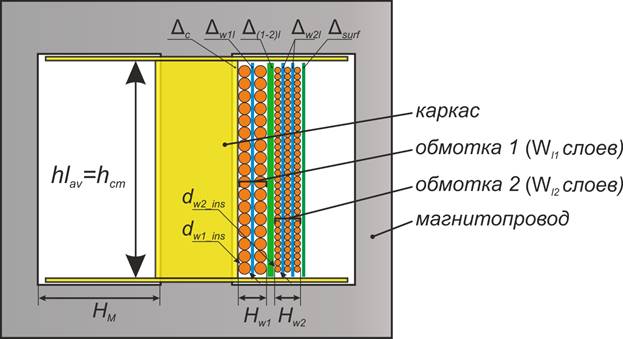 Δc Δw1l Δ(1-2)l Δw2l Δsurf
каркас
обмотка 1 (Wl1 слоев)
hlav=hcm
обмотка 2 (Wl2 слоев)
dw2_ins
магнитопровод
dw1_ins
HM Hw1 Hw2